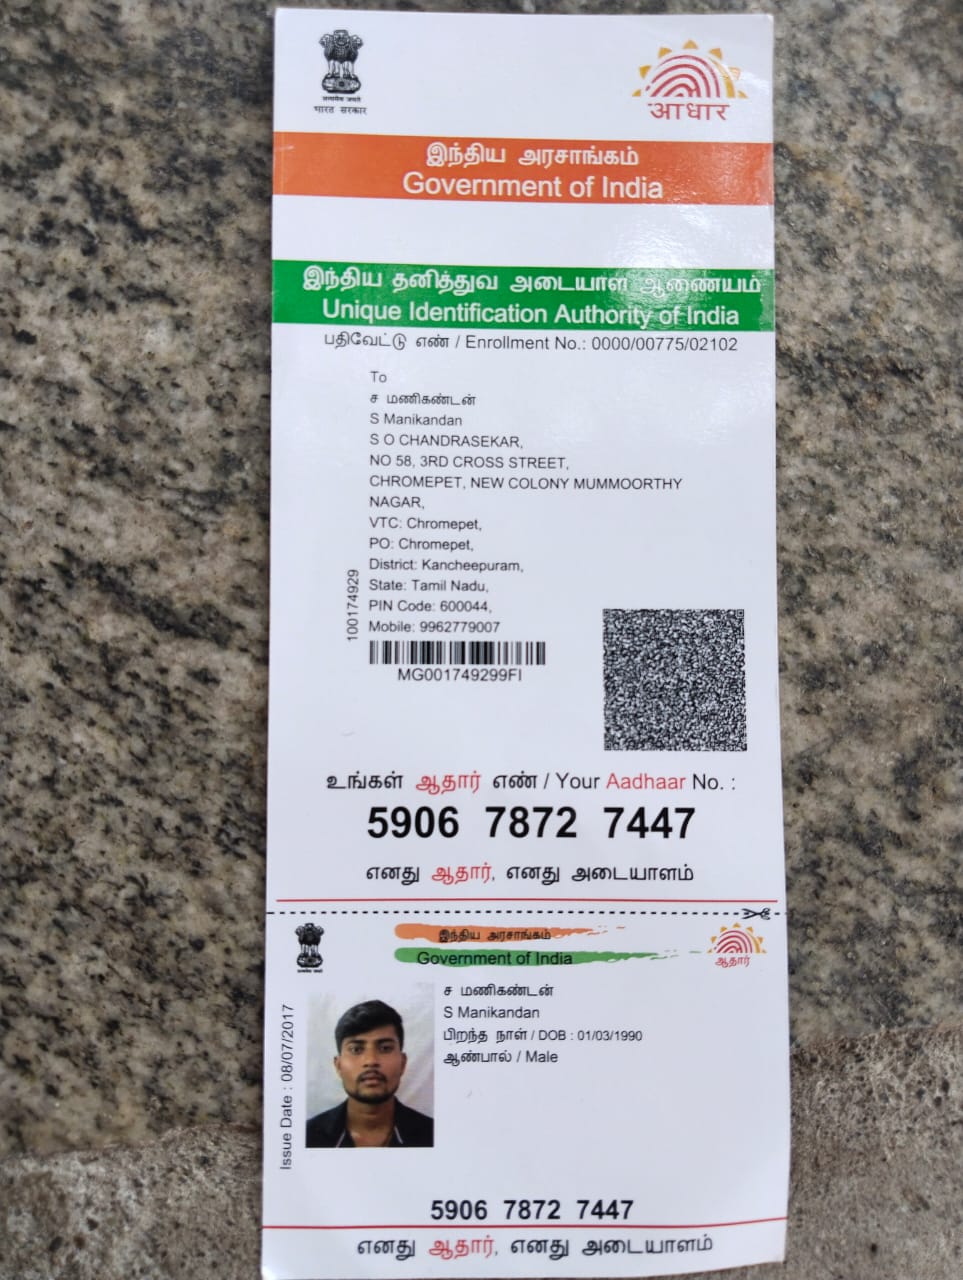 सत्यमेव जयते
भारत सरकार
आधार
இந்திய அரசாங்கம்
Government of India
இந்திய தனித்துவ அடையாள ஆணையம்
Unique Identification Authority of India
பதிவேட்டு எண் / Enrollment No.: 0000/00775/02102
To
ச மணிகண்டன்
S Manikandan
S O CHANDRASEKAR,
NO 58, 3RD CROSS STREET,
CHROMEPET, NEW COLONY MUMMOORTHY
NAGAR,
VTC: Chromepet,
PO: Chromepet,
District: Kancheepuram,
State: Tamil Nadu,
PIN Code: 600044,
Mobile: 9962779007
100174929
MG001749299FI
உங்கள் ஆதார் எண் / Your Aadhaar No. :
5906 7872 7447
எனது ஆதார், எனது அடையாளம்
இந்திய அரசாங்கம்
Government of India
ஆதார்
ச மணிகண்டன்
S Manikandan
பிறந்த நாள் / DOB : 01/03/1990
ஆண்பால் / Male
Issue Date : 08/07/2017
5906 7872 7447
எனது ஆதார், எனது அடையாளம்